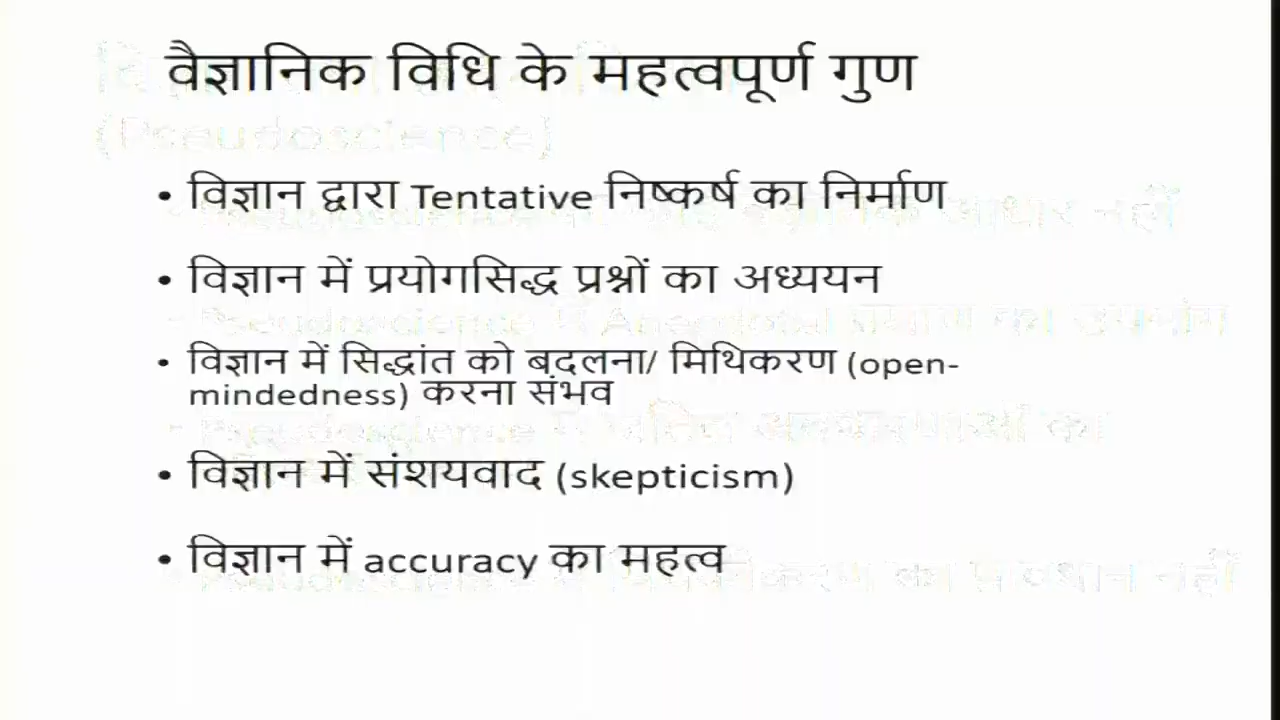 वैज्ञानिक विधि के महत्वपूर्ण गुण
(Pseudoscience)
• विज्ञान द्वारा Tentative निष्कर्ष का निर्माण
• विज्ञान में प्रयोगसिद्ध प्रश्नों का अध्ययन
• विज्ञान में सिद्धांत को बदलना/ मिथिकरण (open-
mindedness) करना संभव
• विज्ञान में संशयवाद (skepticism)
• विज्ञान में accuracy का महत्व